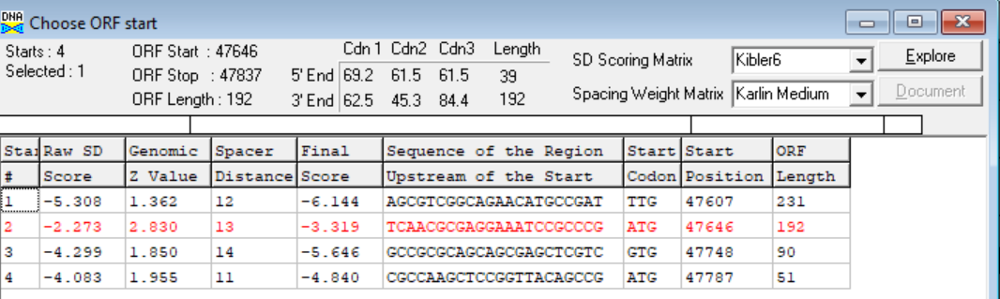 DNA Choose ORF start
Starts : 4 ORF Start : 47646 Cdn 1 Cdn2 Cdn3 Length SD Scoring Matrix Kibler6 Explore
Selected : 1 ORF Stop : 47837 5' End 69.2 61.5 61.5 39
ORF Length : 192 3' End 62.5 45.3 84.4 192 Spacing Weight Matrix Karlin Medium Document
Raw SD Genomic Spacer Final Sequence of the Region Start Start ORF
# Score Z Value Distance Score Upstream of the Start Codon Position Length
1 -5.308 1.362 12 -6.144 AGCGTCGGCAGAACATGCCGAT TTG 47607 231
2 -2.273 2.830 13 -3.319 TCAACGCGAGGAAATCCGCCCG ATG 47646 192
3 -4.299 1.850 14 -5.646 GCCGCGCAGCAGCGAGCTCGTC GTG 47748 90
4 -4.083 1.955 11 -4.840 CGCCAAGCTCCGGTTACAGCCG ATG 47787 51